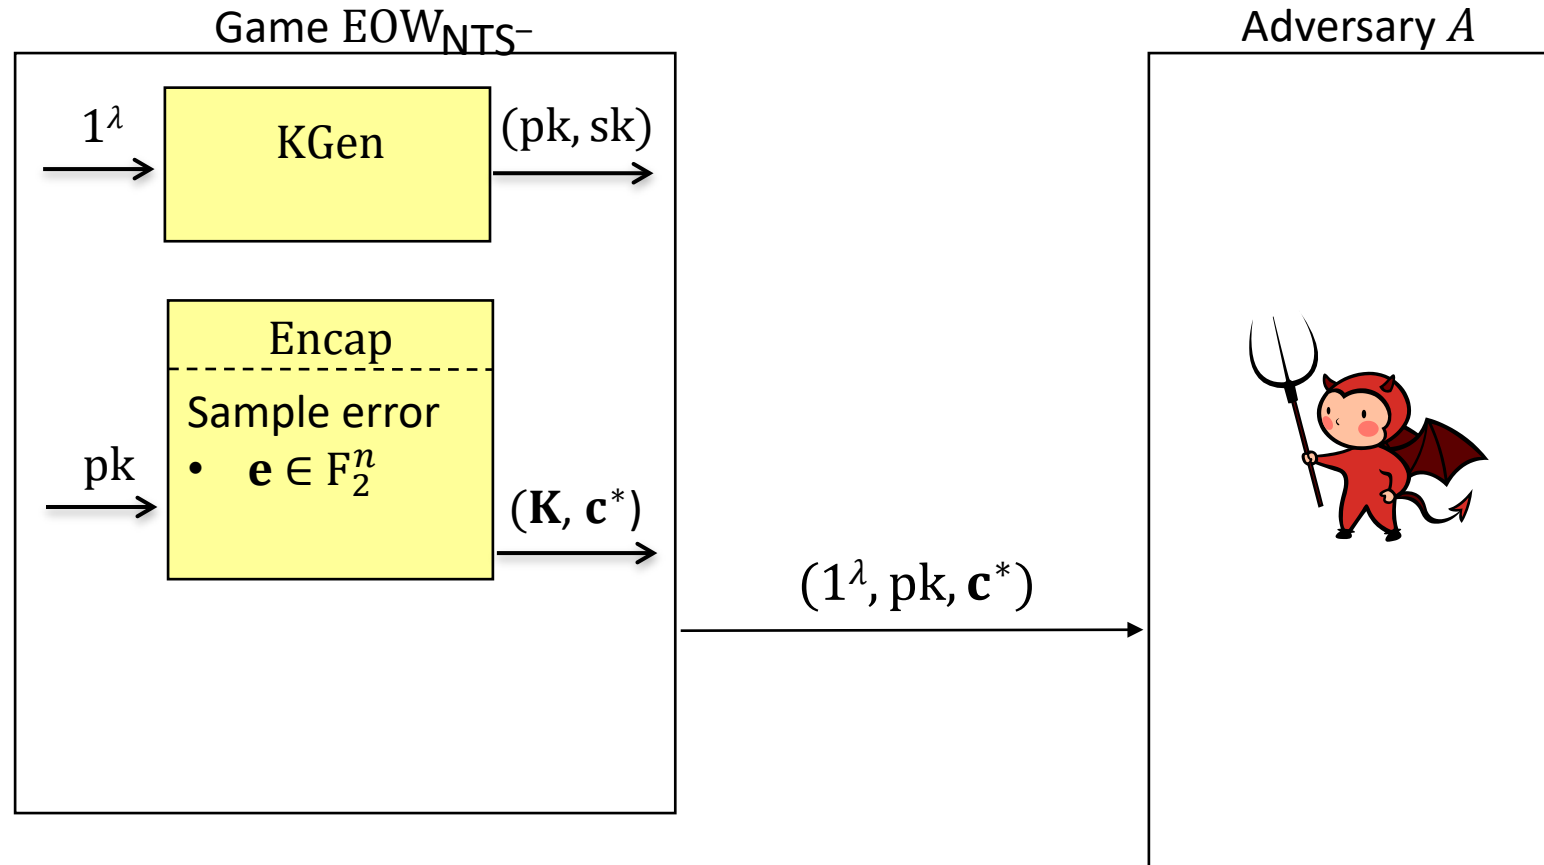 Game EOW_NTS⁻
Adversary A
1^λ
KGen
(pk, sk)
Encap
Sample error
• e ∈ F_2^n
pk
(K, c*)
(1^λ, pk, c*)